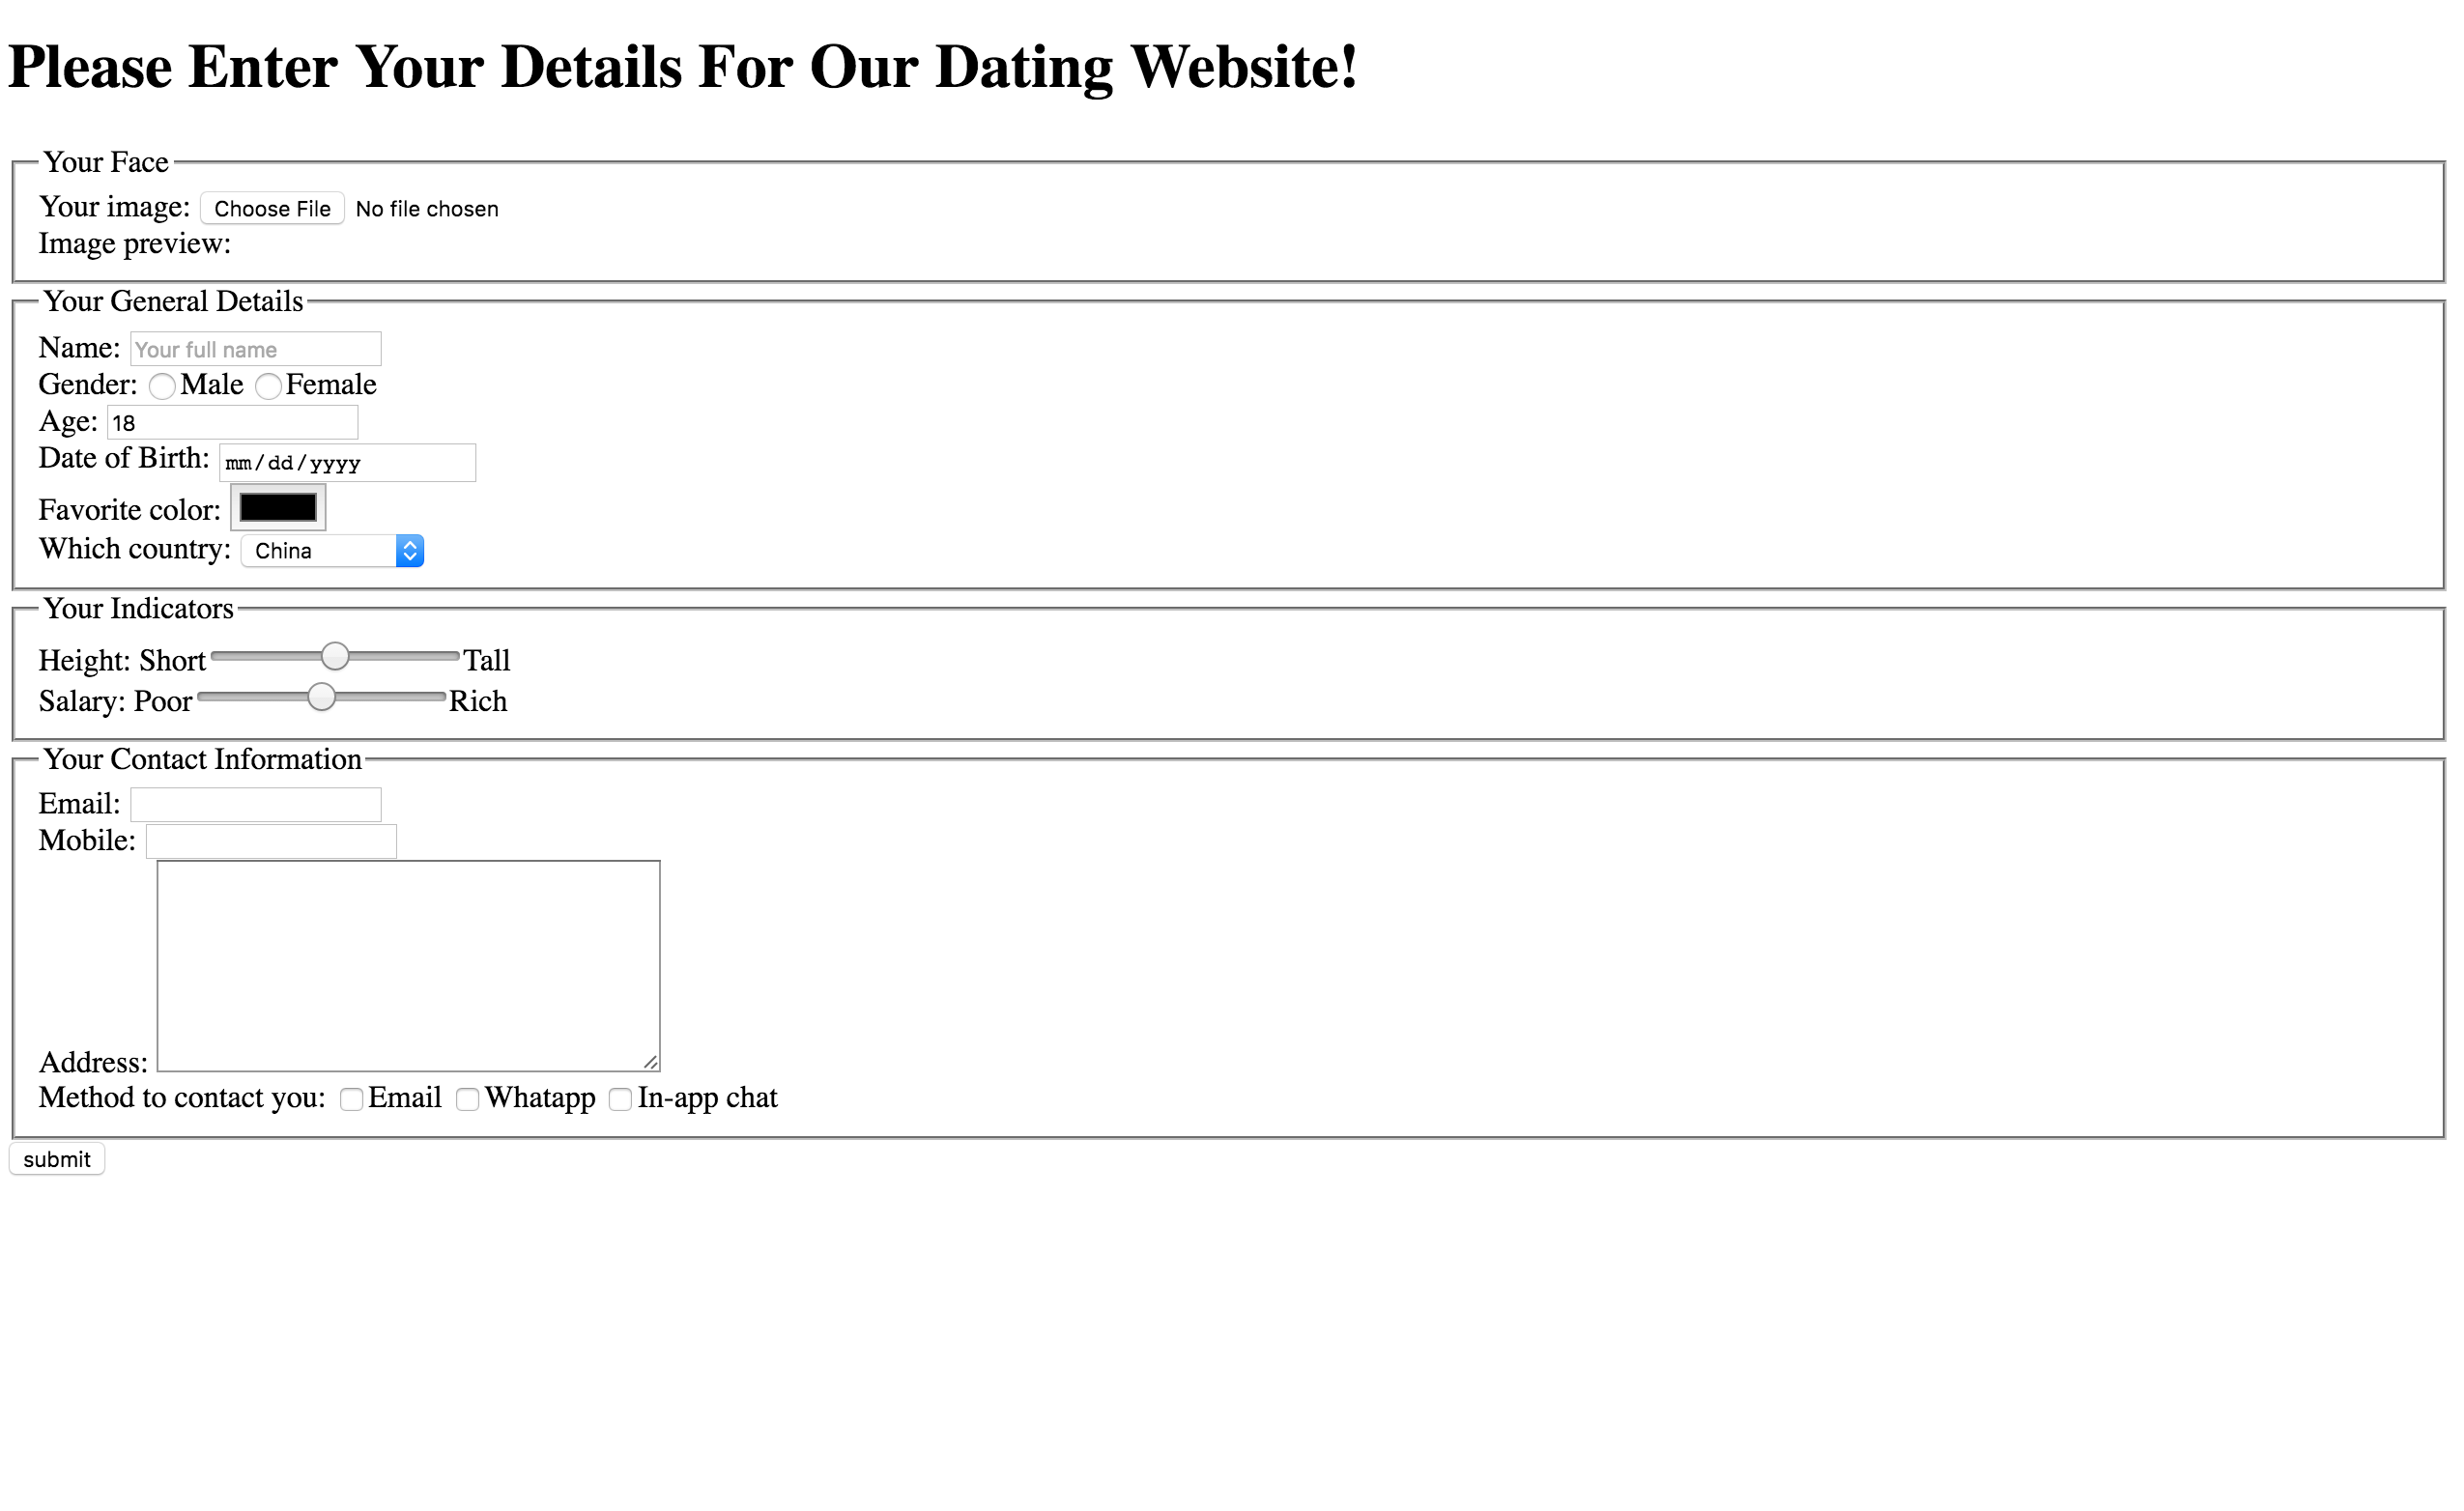 Please Enter Your Details For Our Dating Website!
Your Face
Your image: Choose File No file chosen
Image preview:
Your General Details
Name: Your full name
Gender: Male Female
Age: 18
Date of Birth: mm/dd/yyyy
Favorite color:
Which country: China
Your Indicators
Height: Short Tall
Salary: Poor Rich
Your Contact Information
Email:
Mobile:
Address:
Method to contact you: Email Whatapp In-app chat
submit